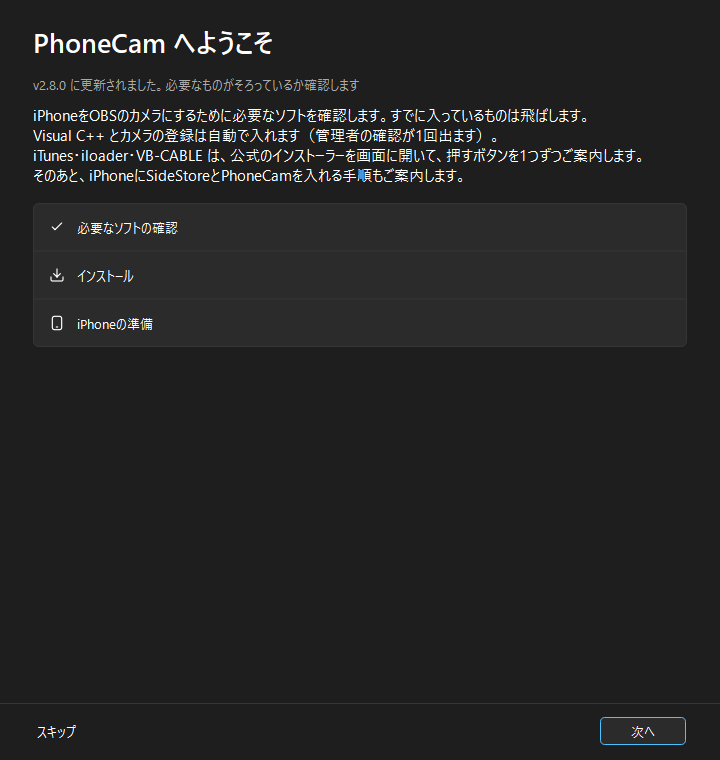 PhoneCam へようこそ
v2.8.0 に更新されました。必要なものがそろっているか確認します
iPhoneをOBSのカメラにするために必要なソフトを確認します。すでに入っているものは飛ばします。
Visual C++ とカメラの登録は自動で入れます（管理者の確認が1回出ます）。
iTunes・iloader・VB-CABLE は、公式のインストーラーを画面に開いて、押すボタンを1つずつご案内します。
そのあと、iPhoneにSideStoreとPhoneCamを入れる手順もご案内します。
必要なソフトの確認
インストール
iPhoneの準備
スキップ
次へ